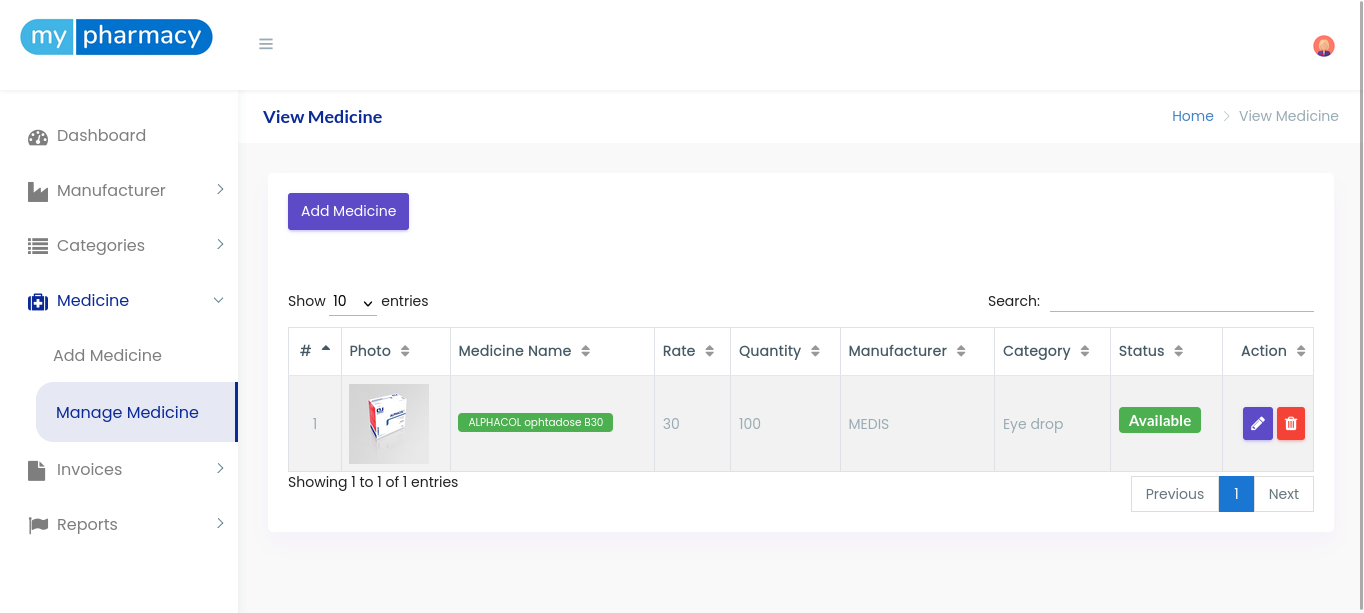 my pharmacy
View Medicine
Home > View Medicine
Dashboard
Manufacturer
Categories
Medicine
Add Medicine
Manage Medicine
Invoices
Reports
Add Medicine
Show 10 entries
Search:
# Photo Medicine Name Rate Quantity Manufacturer Category Status Action
1 ALPHACOL ophtadose B30 30 100 MEDIS Eye drop Available
Showing 1 to 1 of 1 entries
Previous 1 Next